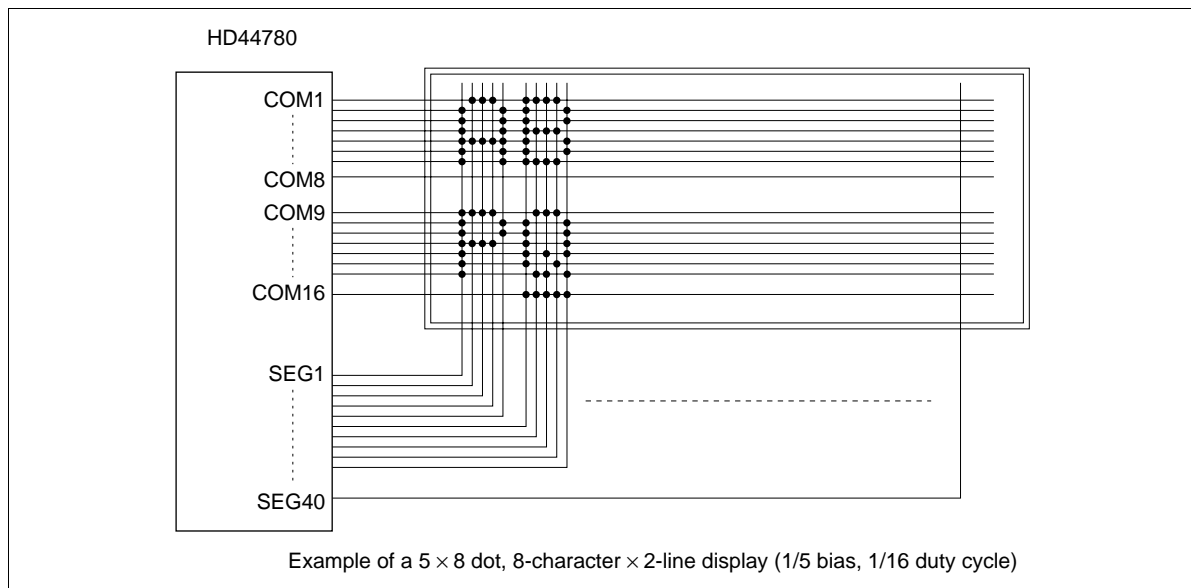 HD44780
COM1
COM8
COM9
COM16
SEG1
SEG40
Example of a 5 × 8 dot, 8-character × 2-line display (1/5 bias, 1/16 duty cycle)